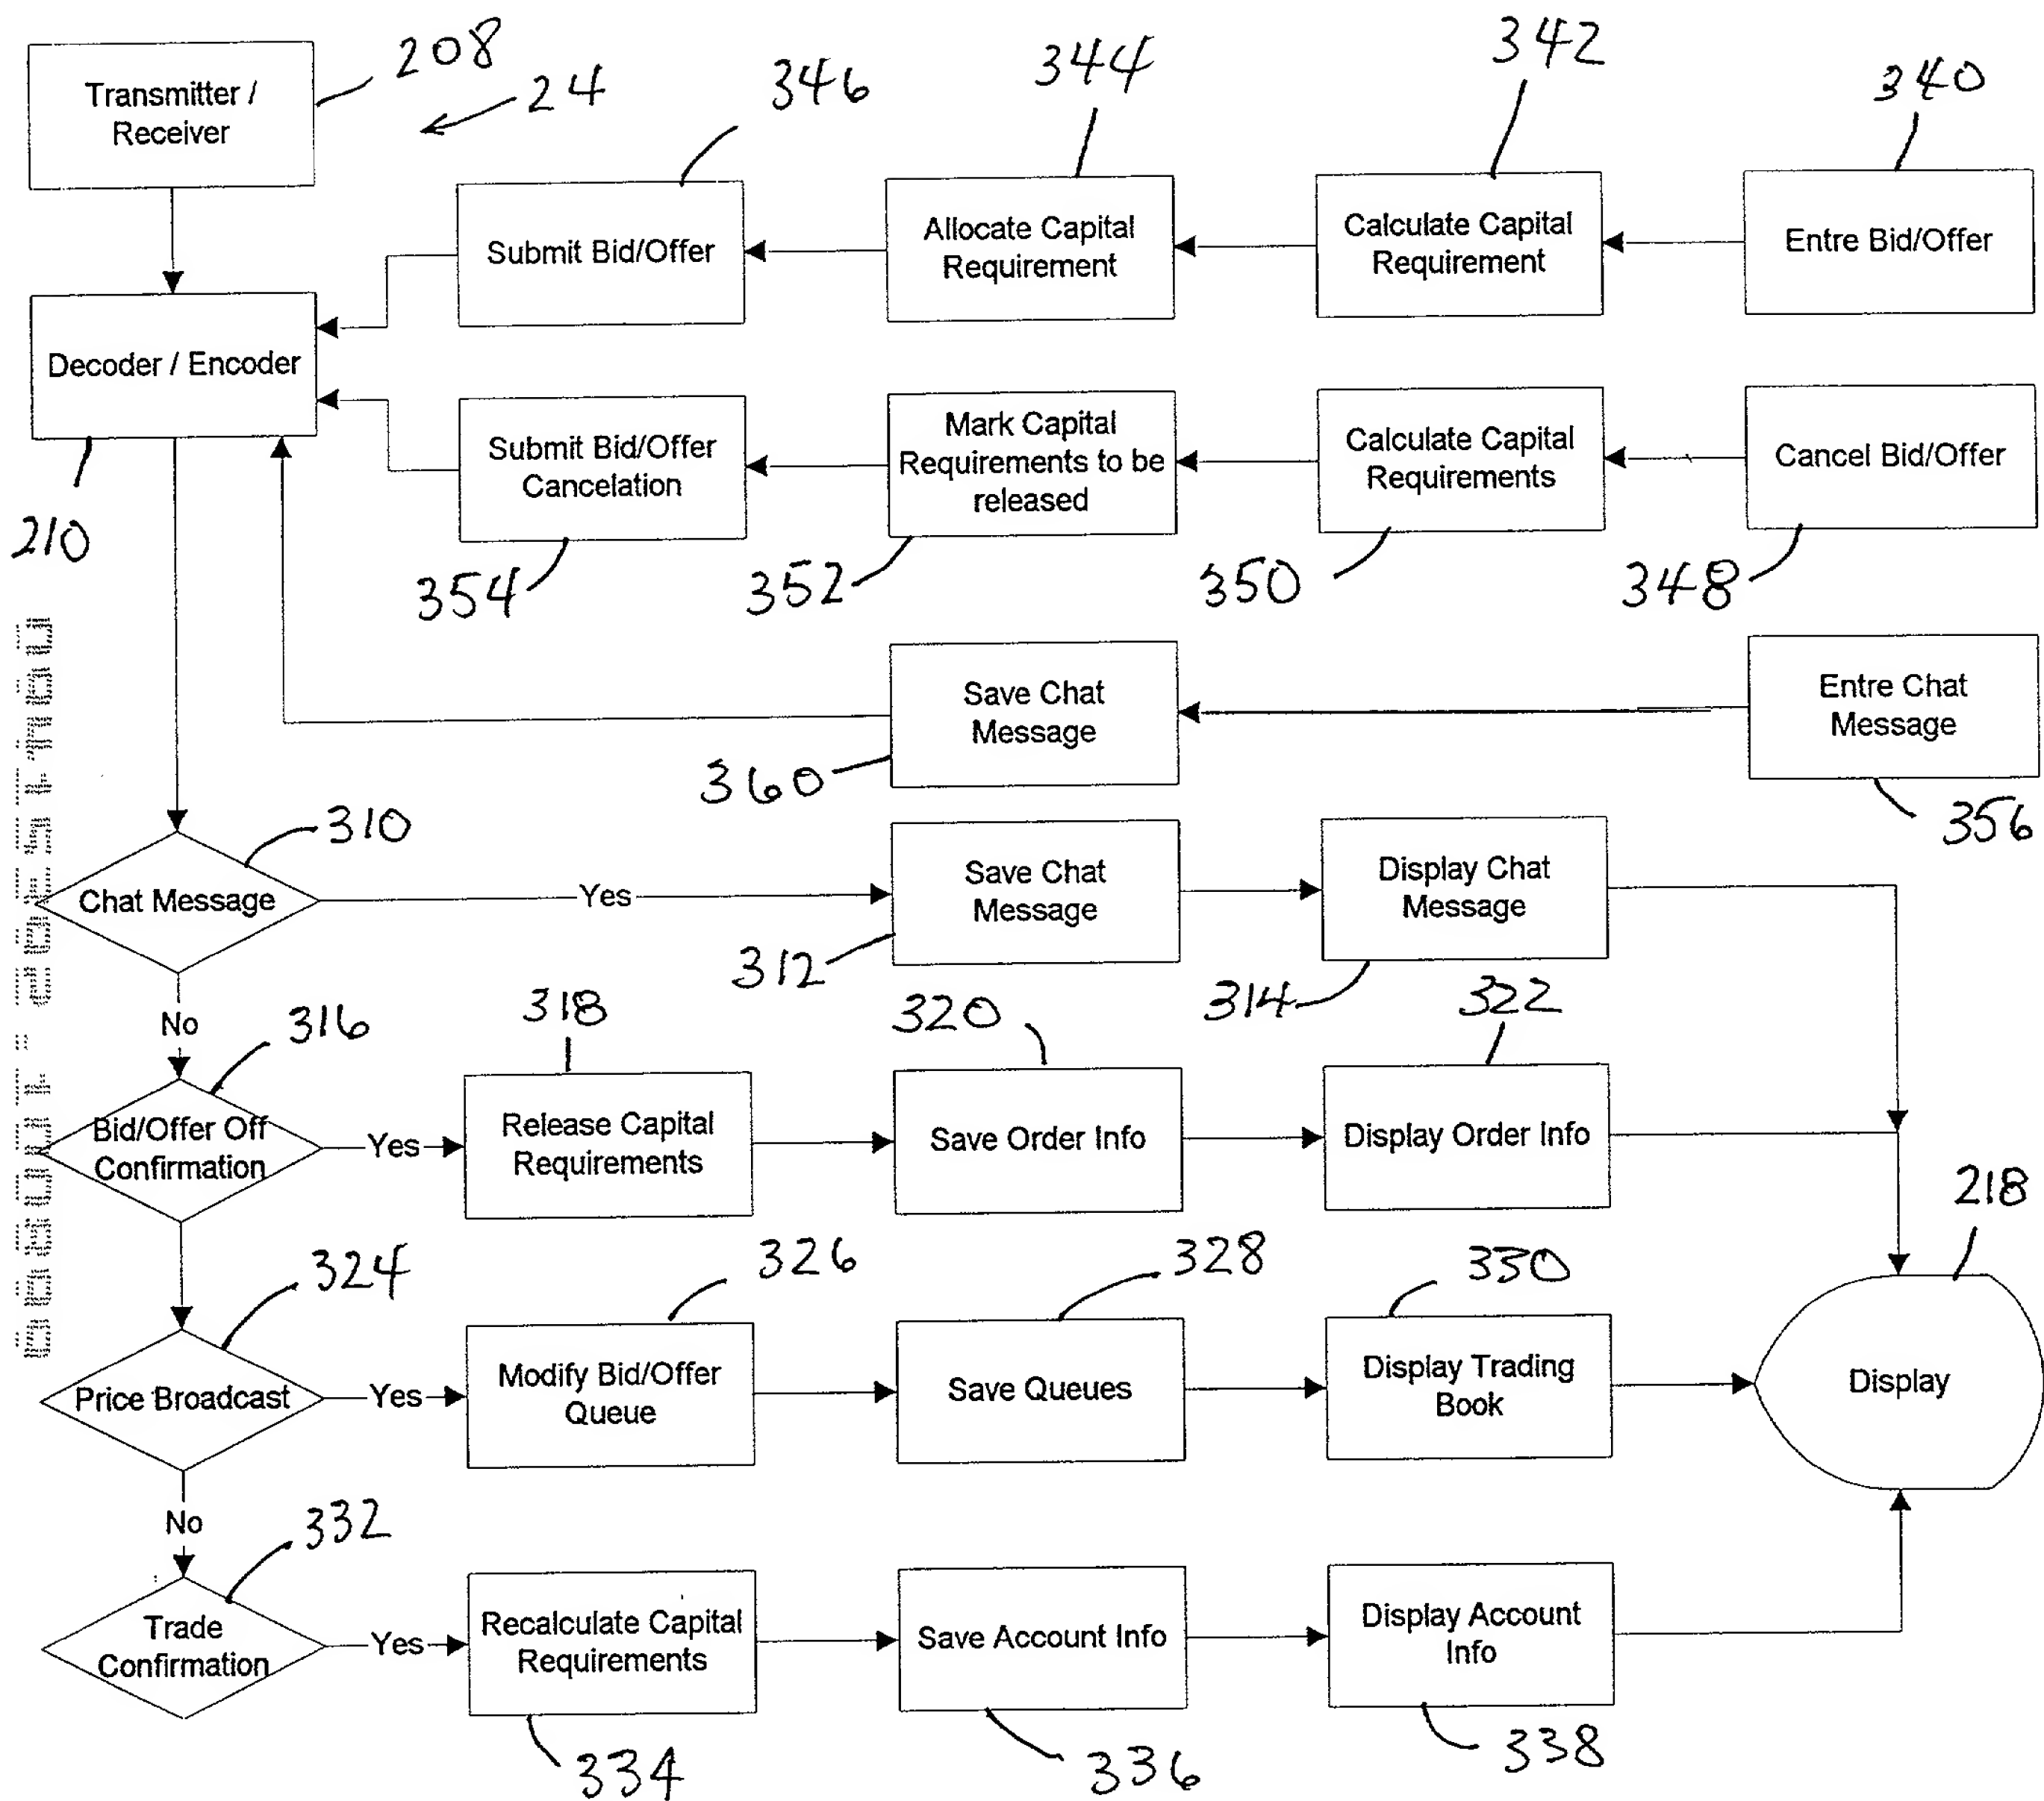 208
24
346
344
342
340
Transmitter /
Receiver
Submit Bid/Offer
Allocate Capital
Requirement
Calculate Capital
Requirement
Entre Bid/Offer
Decoder / Encoder
210
Submit Bid/Offer
Cancelation
Mark Capital
Requirements to be
released
Calculate Capital
Requirements
Cancel Bid/Offer
354
352
350
348
Save Chat
Message
Entre Chat
Message
360
356
310
Chat Message
Yes
Save Chat
Message
Display Chat
Message
312
314
No
316
318
320
322
Bid/Offer Off
Confirmation
Yes
Release Capital
Requirements
Save Order Info
Display Order Info
218
324
326
328
330
Price Broadcast
Yes
Modify Bid/Offer
Queue
Save Queues
Display Trading
Book
Display
No
332
Trade
Confirmation
Yes
Recalculate Capital
Requirements
Save Account Info
Display Account
Info
334
336
338